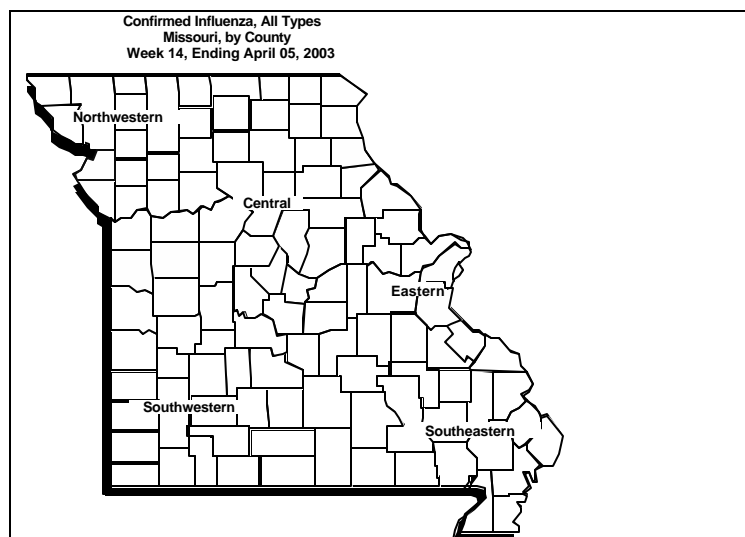 Confirmed Influenza, All Types
Missouri, by County
Week 14, Ending April 05, 2003
Northwestern
Central
Eastern
Southwestern
Southeastern